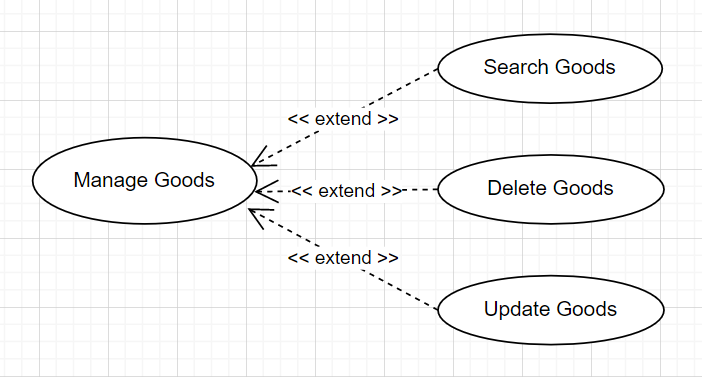 Search Goods
<< extend >>
Manage Goods
<< extend >>
Delete Goods
<< extend >>
Update Goods